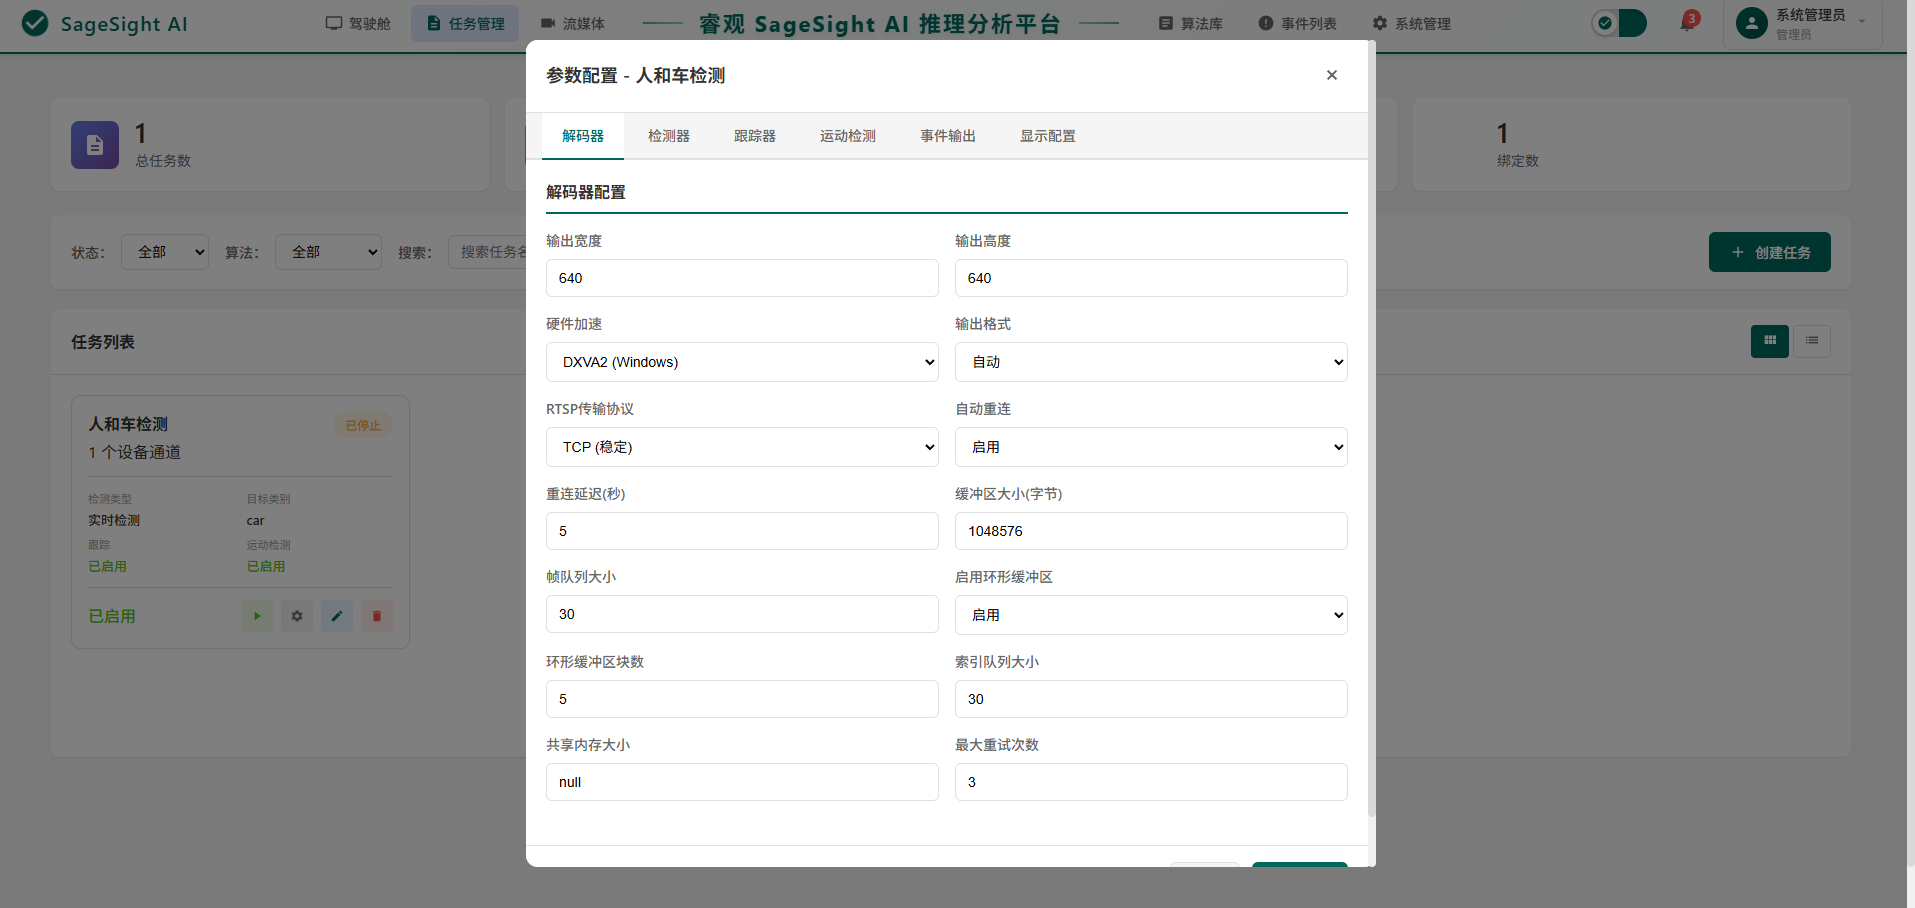 SageSight AI
驾驶舱
任务管理
流媒体
睿观 SageSight AI 推理分析平台
算法库
事件列表
系统管理
3
系统管理员
管理员
1
总任务数
1
绑定数
状态：
全部
算法：
全部
搜索：
搜索任务名
创建任务
任务列表
人和车检测
已停止
1 个设备通道
检测类型
目标类别
实时检测
car
跟踪
运动检测
已启用
已启用
已启用
参数配置 - 人和车检测
解码器
检测器
跟踪器
运动检测
事件输出
显示配置
解码器配置
输出宽度
输出高度
640
640
硬件加速
输出格式
DXVA2 (Windows)
自动
RTSP传输协议
自动重连
TCP (稳定)
启用
重连延迟(秒)
缓冲区大小(字节)
5
1048576
帧队列大小
启用环形缓冲区
30
启用
环形缓冲区块数
索引队列大小
5
30
共享内存大小
最大重试次数
null
3